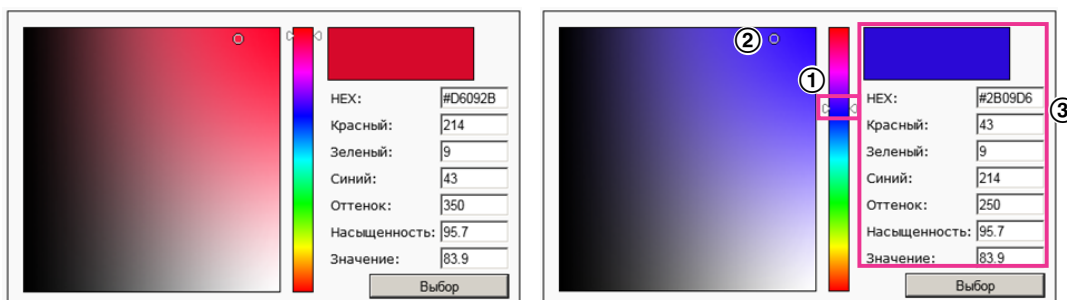 HEX: #D6092B
Красный: 214
Зеленый: 9
Синий: 43
Оттенок: 350
Насыщенность: 95.7
Значение: 83.9
Выбор
②
①
③
HEX: #2B09D6
Красный: 43
Зеленый: 9
Синий: 214
Оттенок: 250
Насыщенность: 95.7
Значение: 83.9
Выбор